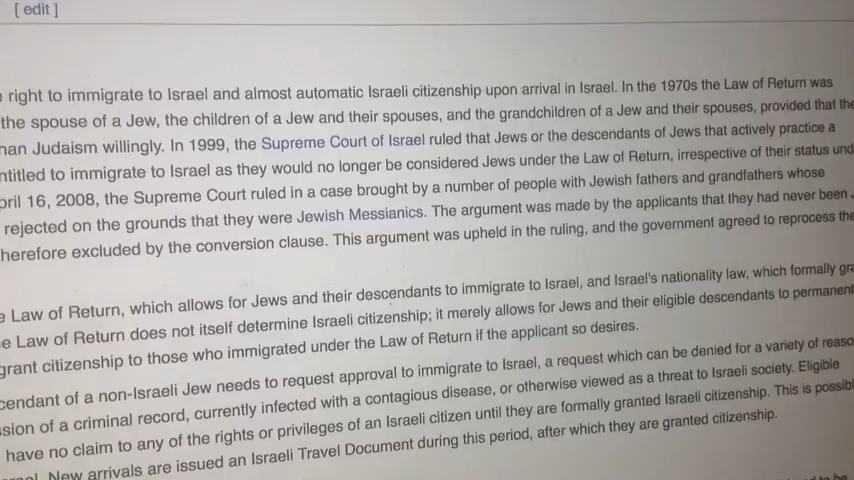 [ edit ]
right to immigrate to Israel and almost automatic Israeli citizenship upon arrival in Israel. In the 1970s the Law of Return was
the spouse of a Jew, the children of a Jew and their spouses, and the grandchildren of a Jew and their spouses, provided that the
Judaism willingly. In 1999, the Supreme Court of Israel ruled that Jews or the descendants of Jews that actively practice a
to immigrate to Israel as they would no longer be considered Jews under the Law of Return, irrespective of their status
16, 2008, the Supreme Court ruled in a case brought by a number of people with Jewish fathers and grandfathers whose
rejected on the grounds that they were Jewish Messianics. The argument was made by the applicants that they had never been
herefore excluded by the conversion clause. This argument was upheld in the ruling, and the government agreed to reprocess
Law of Return, which allows for Jews and their descendants to immigrate to Israel, and Israel's nationality law, which formally
Law of Return does not itself determine Israeli citizenship; it merely allows for Jews and their eligible descendants to permanent
grant citizenship to those who immigrated under the Law of Return if the applicant so desires.
cendant of a non-Israeli Jew needs to request approval to immigrate to Israel, a request which can be denied for a variety of reaso
sion of a criminal record, currently infected with a contagious disease, or otherwise viewed as a threat to Israeli society. Eligible
have no claim to any of the rights or privileges of an Israeli citizen until they are formally granted Israeli citizenship. This is possibl
New arrivals are issued an Israeli Travel Document during this period, after which they are granted citizenship.